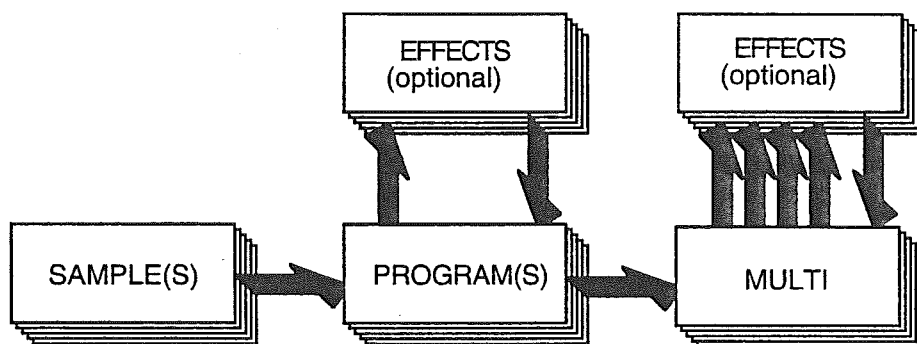 EFFECTS
(optional)
EFFECTS
(optional)
SAMPLE(S)
PROGRAM(S)
MULTI